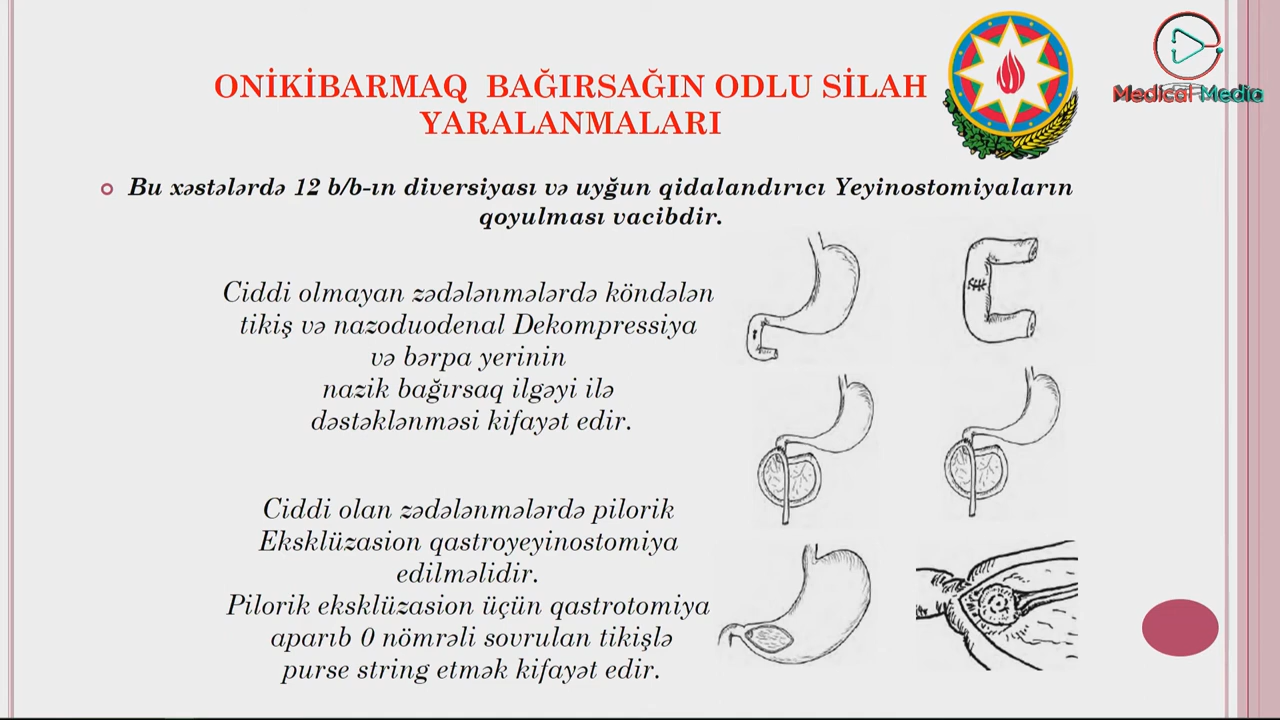 ONİKİBARMAQ BAĞIRSAĞIN ODLU SİLAH
YARALANMALARI
Medical Media
Bu xəstələrdə 12 b/b-ın diversiyası və uyğun qidalandırıcı Yeyinostomiyaların
qoyulması vacibdir.
Ciddi olmayan zədələnmələrdə köndələn
tikiş və nazoduodenal Dekompressiya
və bərpa yerinin
nazik bağırsaq ilgəyi ilə
dəstəklənməsi kifayət edir.
Ciddi olan zədələnmələrdə pilorik
Eksklüzasion qastroyeyinostomiya
edilməlidir.
Pilorik eksklüzasion üçün qastrotomiya
aparıb 0 nömrəli sovrulan tikişlə
purse string etmək kifayət edir.